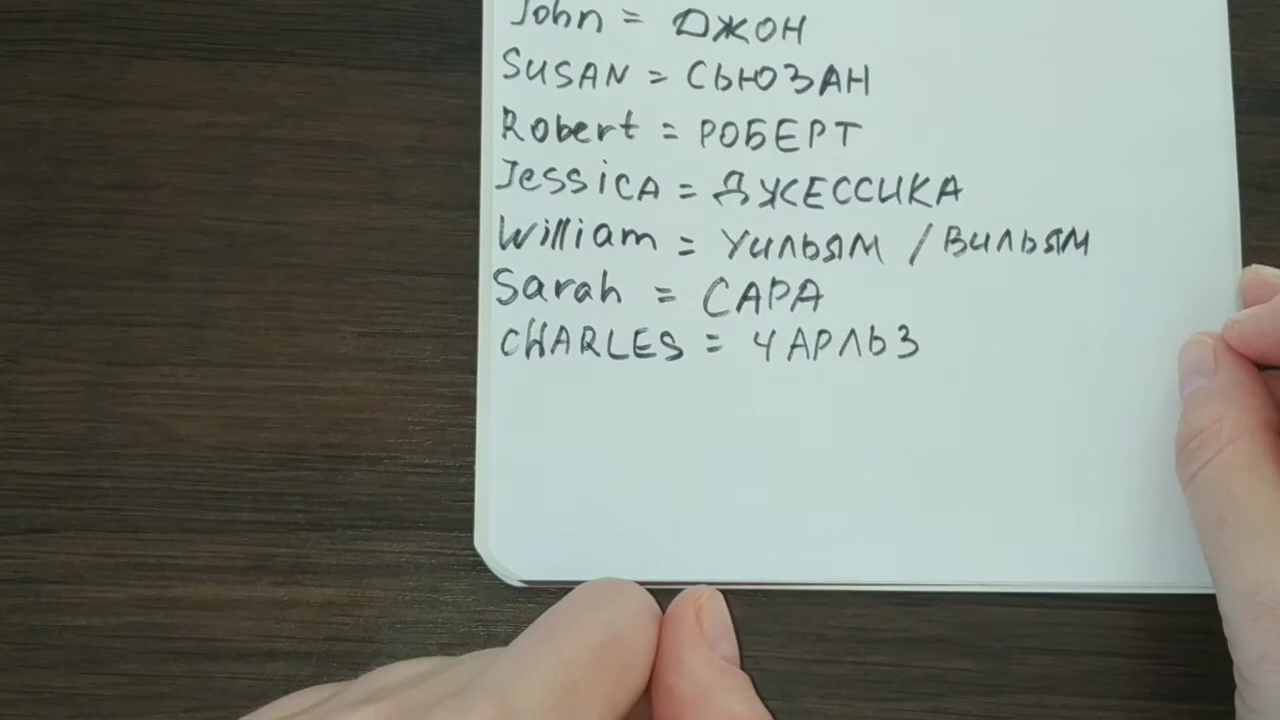 John = ДЖОН
SUSAN = СЬЮЗАН
Robert = РОБЕРТ
JessicA = ДЖЕССИКА
William = УИЛЬЯМ / ВИЛЬЯМ
Sarah = САРА
CHARLES = ЧАРЛЬЗ